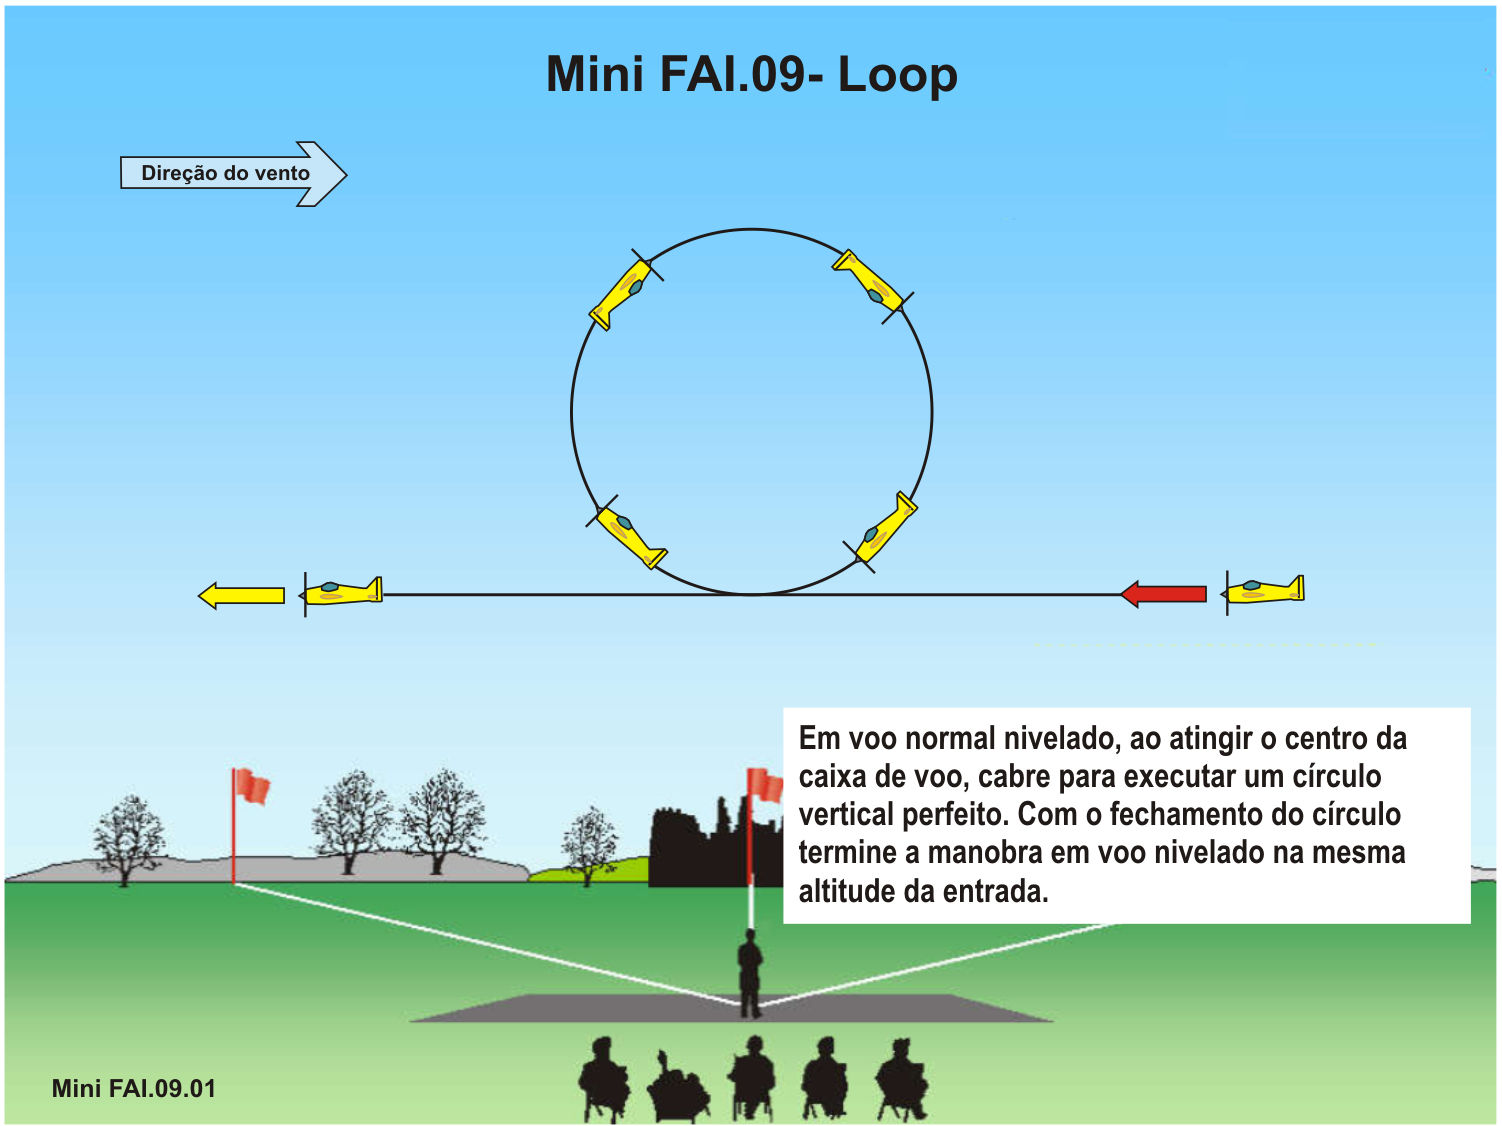 Mini FAI.09- Loop
Direção do vento
Em voo normal nivelado, ao atingir o centro da
caixa de voo, cabre para executar um círculo
vertical perfeito. Com o fechamento do círculo
termine a manobra em voo nivelado na mesma
altitude da entrada.
Mini FAI.09.01